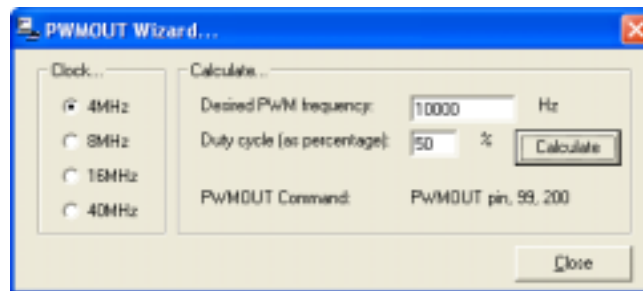 PWMOUT Wizard...
Clock...
4MHz
8MHz
16MHz
40MHz
Calculate...
Desired PWM frequency: 10000 Hz
Duty cycle (as percentage): 50 % Calculate
PWMOUT Command: PWMOUT pin, 99, 200
Close